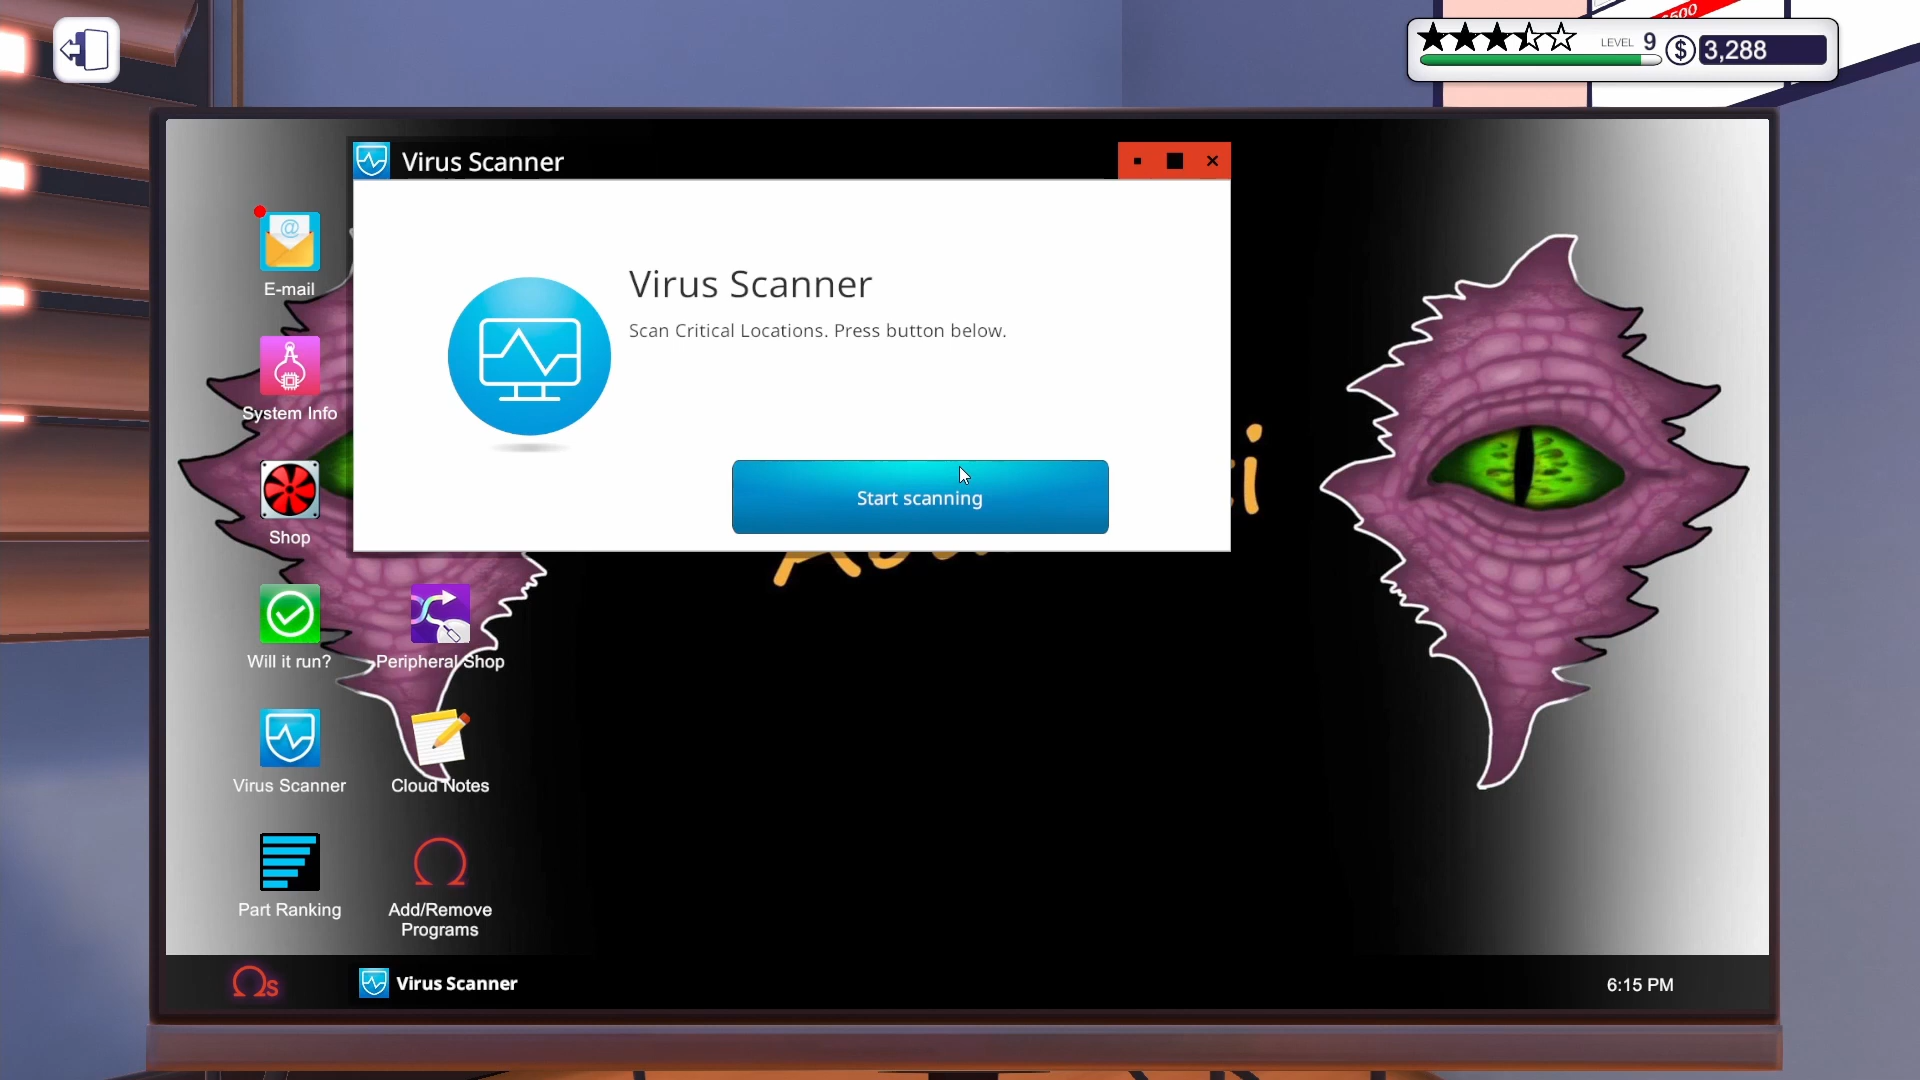 $500
LEVEL 9 $ 3,288
Virus Scanner
E-mail
Virus Scanner
Scan Critical Locations. Press button below.
System Info
Start scanning
Shop
Will it run?
Peripheral Shop
Virus Scanner
Cloud Notes
Part Ranking
Add/Remove
Programs
Ωs
Virus Scanner
6:15 PM